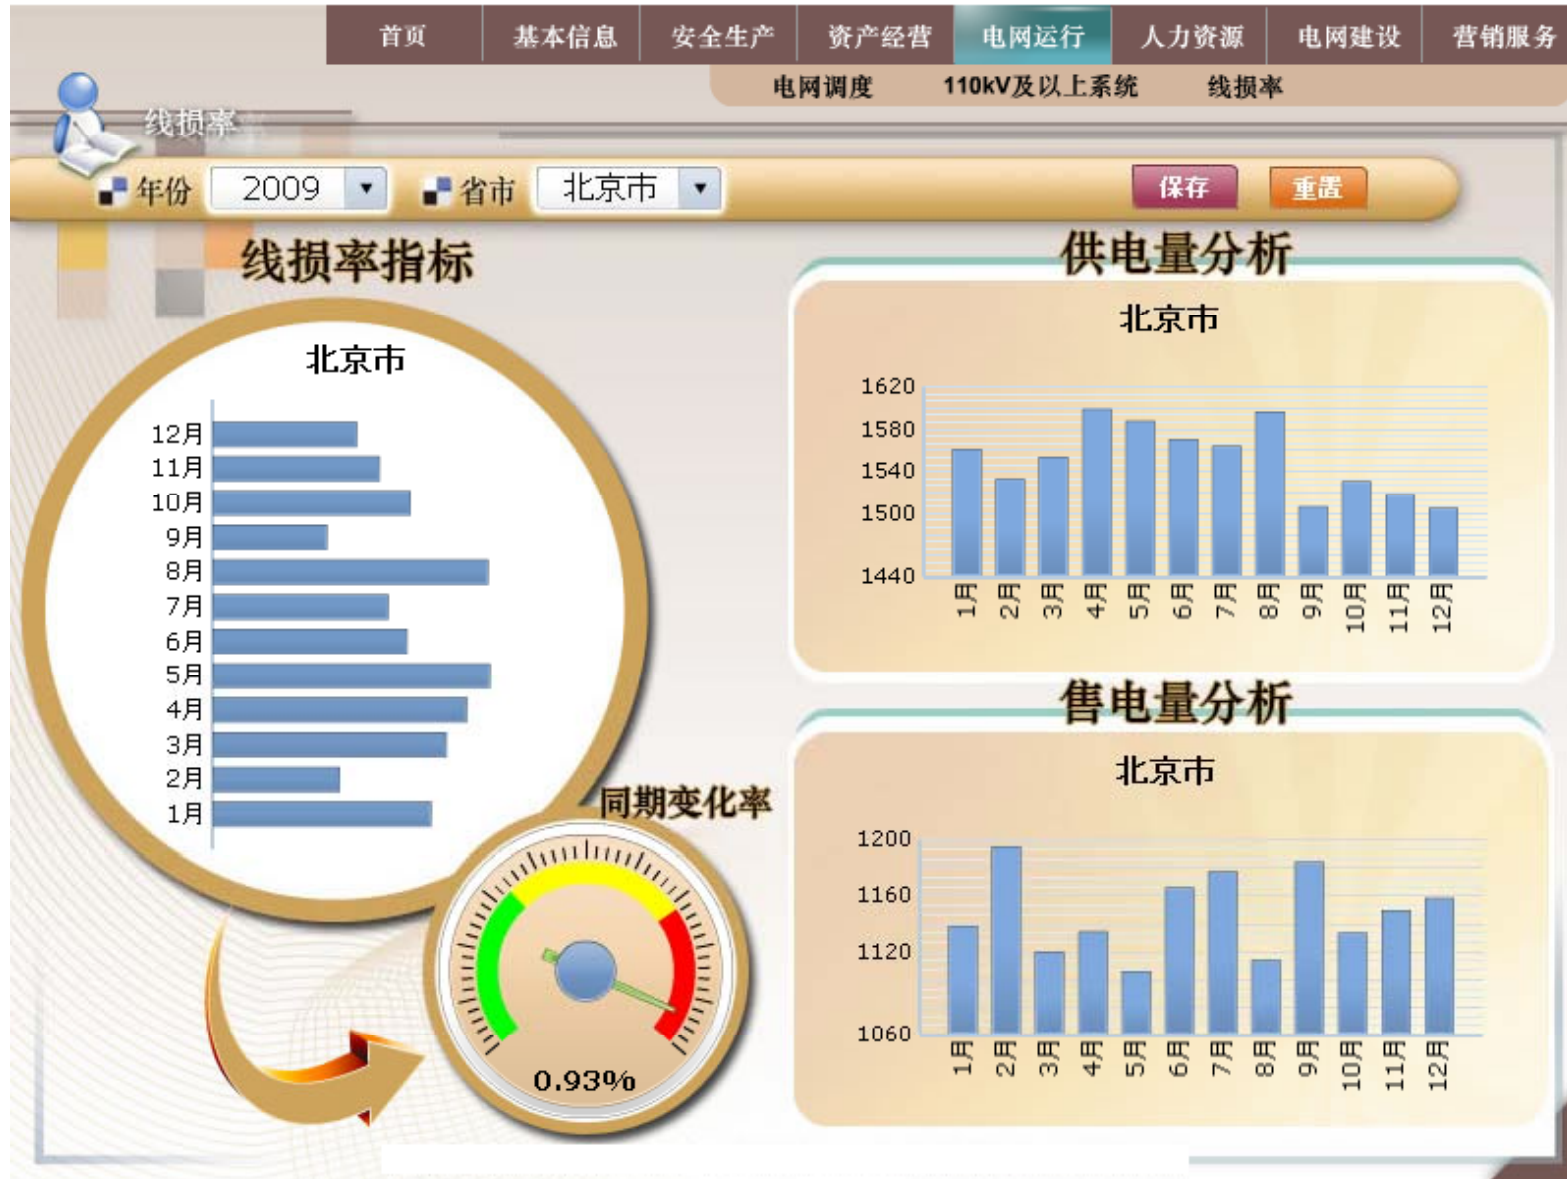 首页 基本信息 安全生产 资产经营 电网运行 人力资源 电网建设 营销服务
电网调度 110kV及以上系统 线损率
线损率
年份 2009 省市 北京市 保存 重置
线损率指标
北京市
12月
11月
10月
9月
8月
7月
6月
5月
4月
3月
2月
1月
同期变化率
0.93%
供电量分析
北京市
1620
1580
1540
1500
1440
1月 2月 3月 4月 5月 6月 7月 8月 9月 10月 11月 12月
售电量分析
北京市
1200
1160
1120
1060
1月 2月 3月 4月 5月 6月 7月 8月 9月 10月 11月 12月